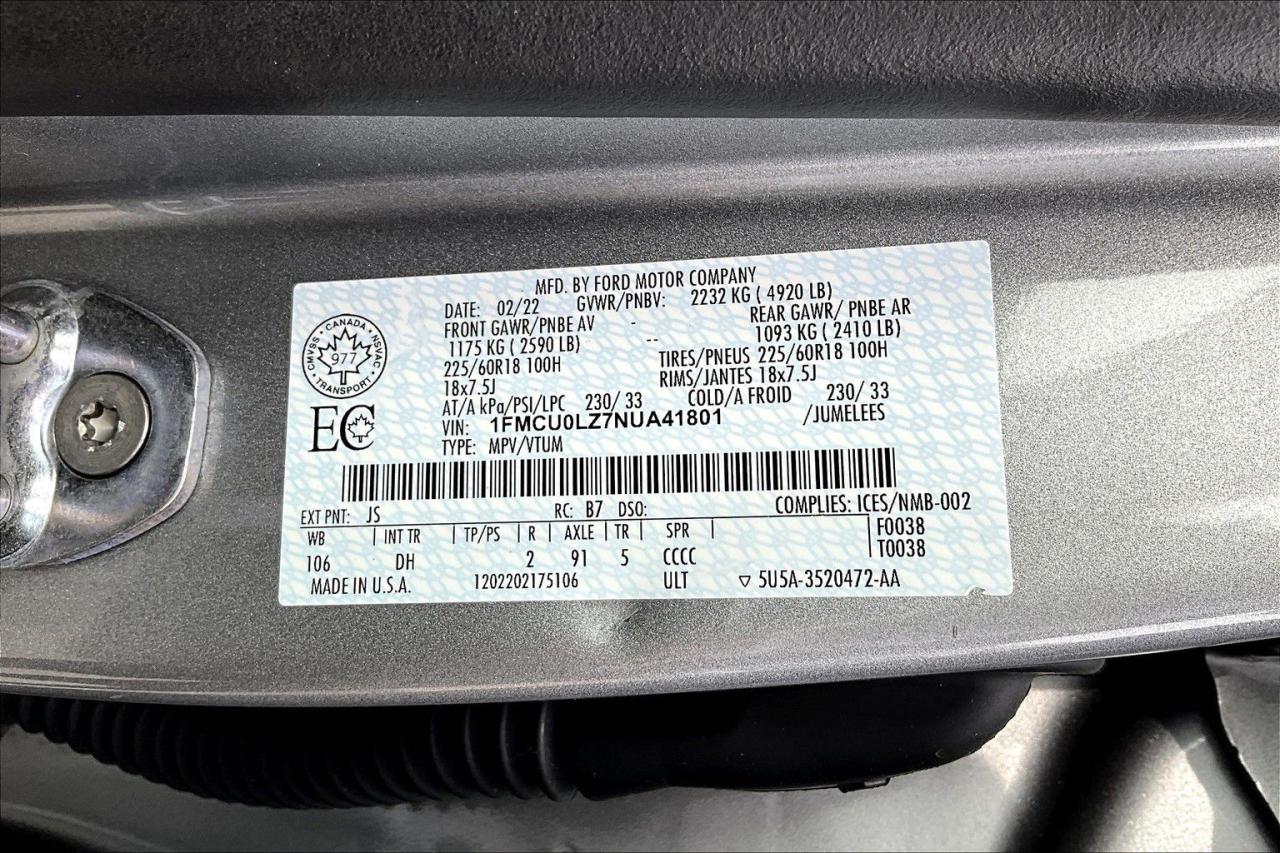 MFD. BY FORD MOTOR COMPANY
DATE: 02/22 GVWR/PNBV: 2232 KG ( 4920 LB)
FRONT GAWR/PNBE AV - REAR GAWR/ PNBE AR
1175 KG ( 2590 LB) -- 1093 KG ( 2410 LB)
225/60R18 100H TIRES/PNEUS 225/60R18 100H
18x7.5J RIMS/JANTES 18x7.5J
AT/A kPa/PSI/LPC 230/ 33 COLD/A FROID 230/ 33
VIN: 1FMCU0LZ7NUA41801 /JUMELEES
TYPE: MPV/VTUM
CANADA
CMVSS NSVAC
977
TRANSPORT
EC
EXT PNT: JS RC: B7 DSO: COMPLIES: ICES/NMB-002
WB | INT TR | TP/PS | R | AXLE | TR | SPR | F0038
106 DH 2 91 5 CCCC T0038
MADE IN U.S.A. 1202202175106 ULT ▽ 5U5A-3520472-AA